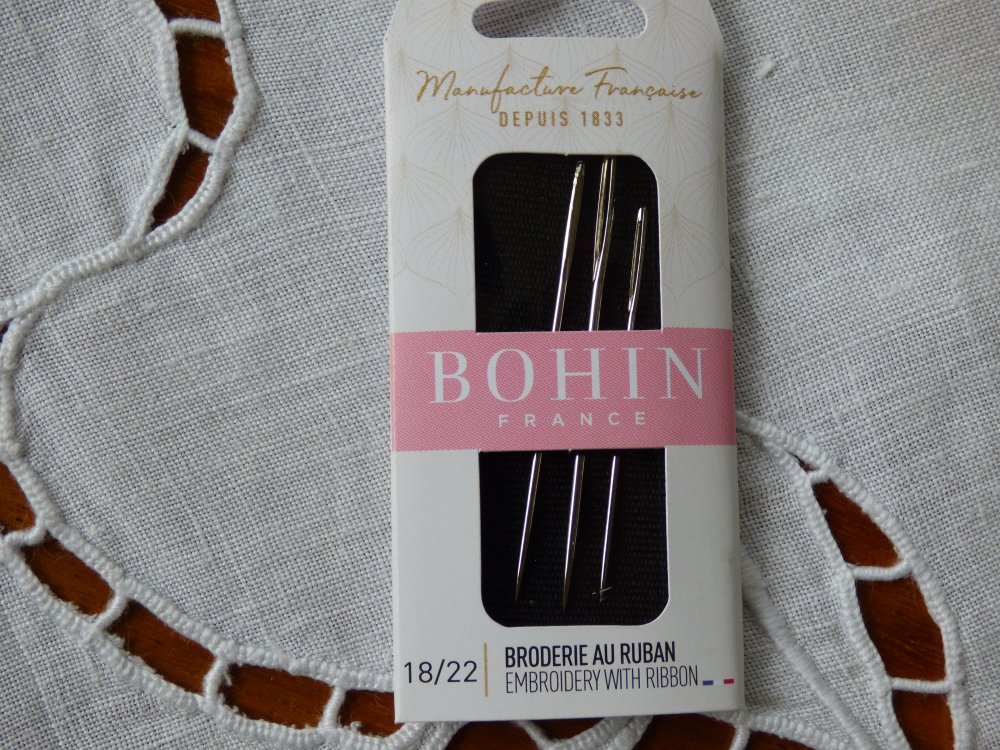 Manufacture Française
DEPUIS 1833
BOHIN
FRANCE
18/22
BRODERIE AU RUBAN
EMBROIDERY WITH RIBBON